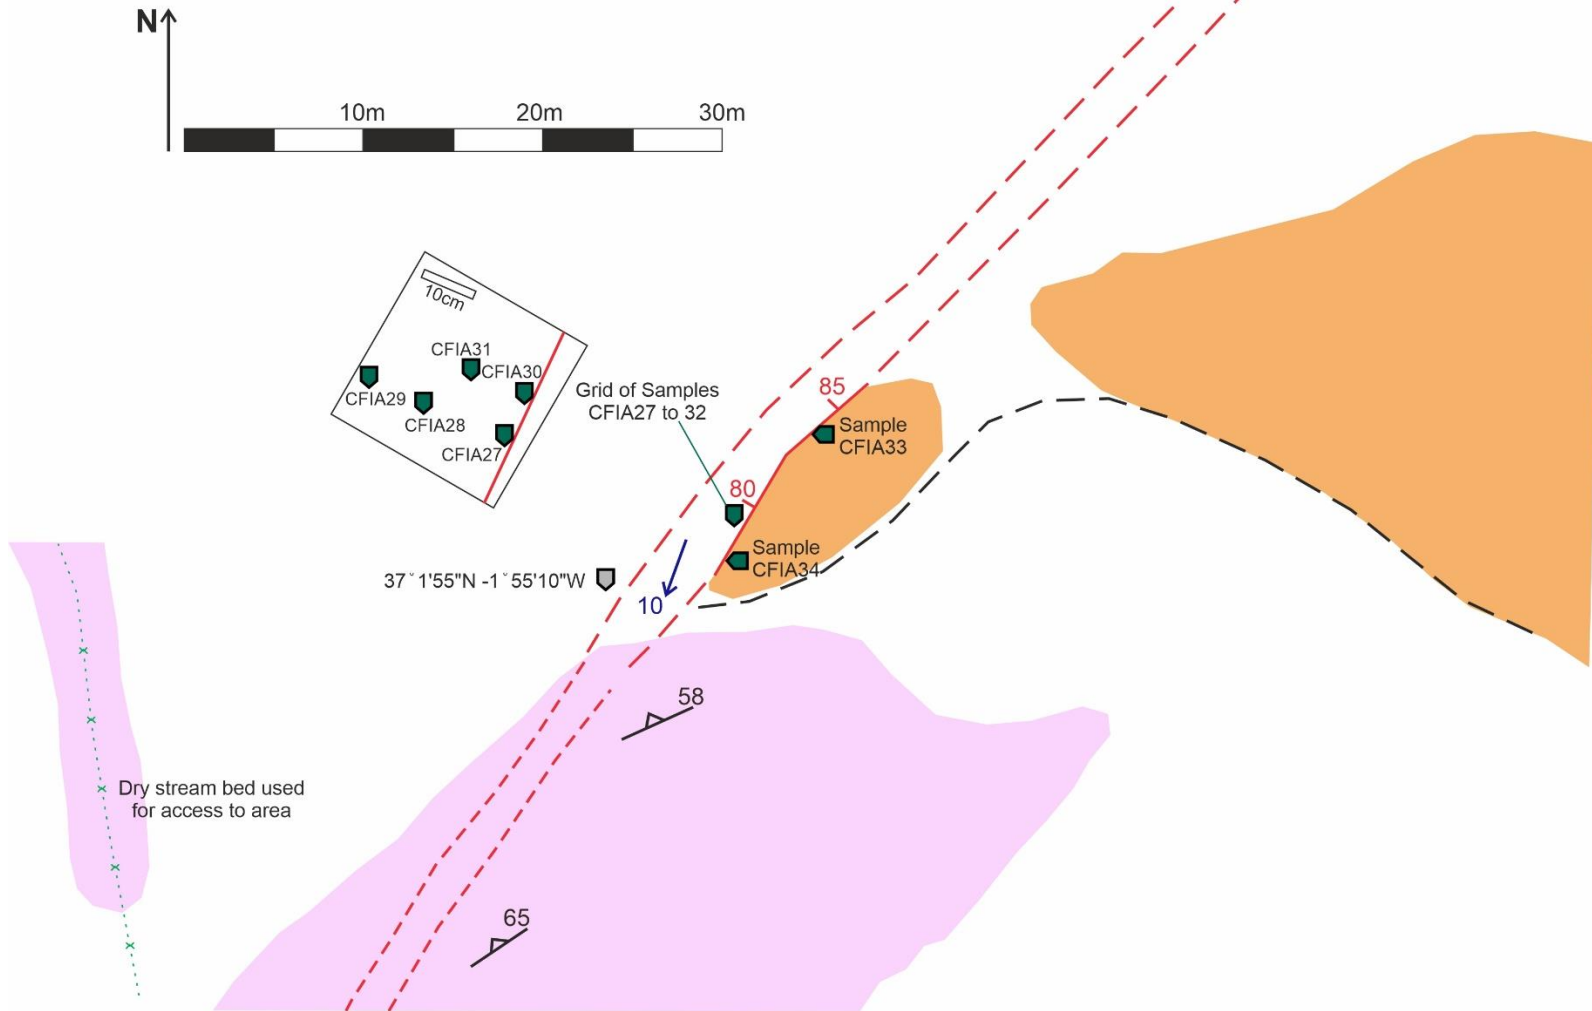 N
10m 20m 30m
10cm
CFIA31
CFIA30
CFIA29
CFIA28
CFIA27
Grid of Samples
CFIA27 to 32
85
Sample
CFIA33
80
Sample
CFIA34
37˘1'55"N -1˘55'10"W
10
58
Dry stream bed used
for access to area
65